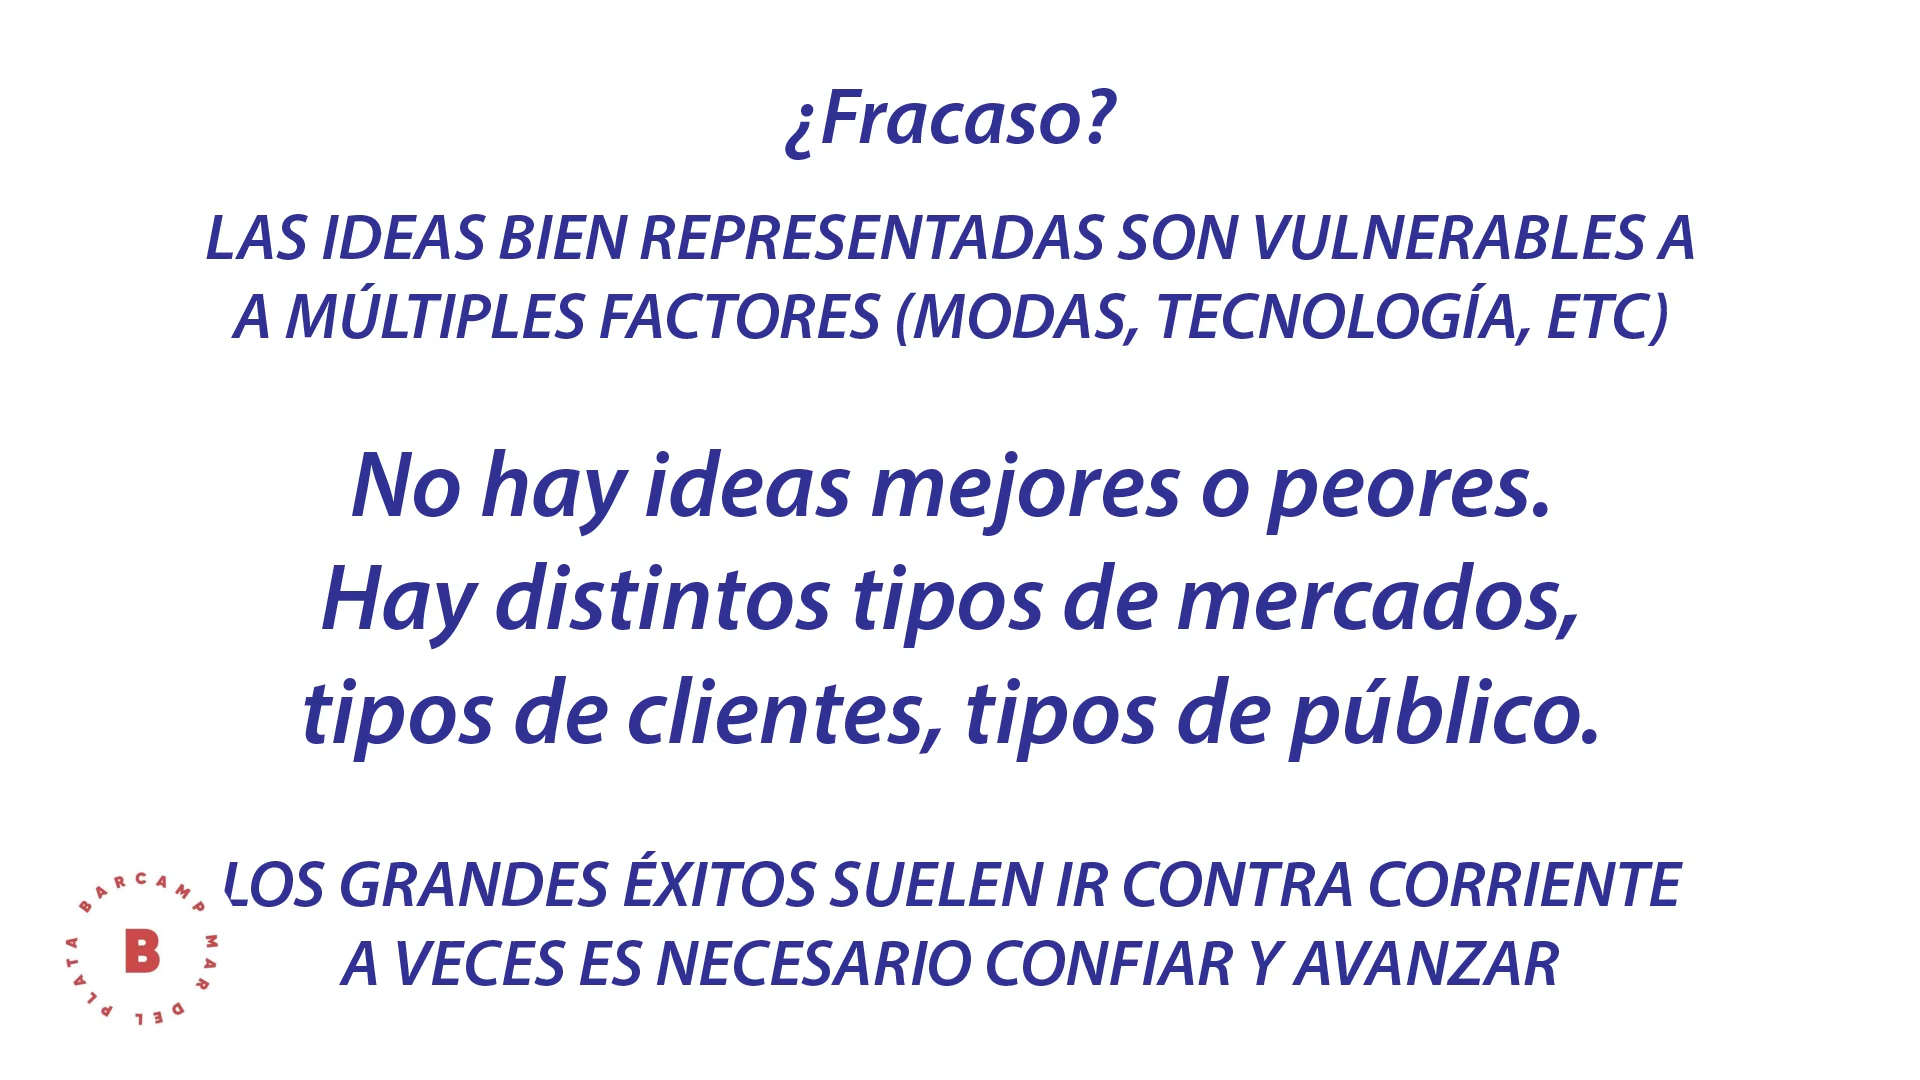 ¿Fracaso?
LAS IDEAS BIEN REPRESENTADAS SON VULNERABLES A
A MÚLTIPLES FACTORES (MODAS, TECNOLOGÍA, ETC)
No hay ideas mejores o peores.
Hay distintos tipos de mercados,
tipos de clientes, tipos de público.
LOS GRANDES ÉXITOS SUELEN IR CONTRA CORRIENTE
A VECES ES NECESARIO CONFIAR Y AVANZAR
BARCAMP MAR DEL PLATA
B